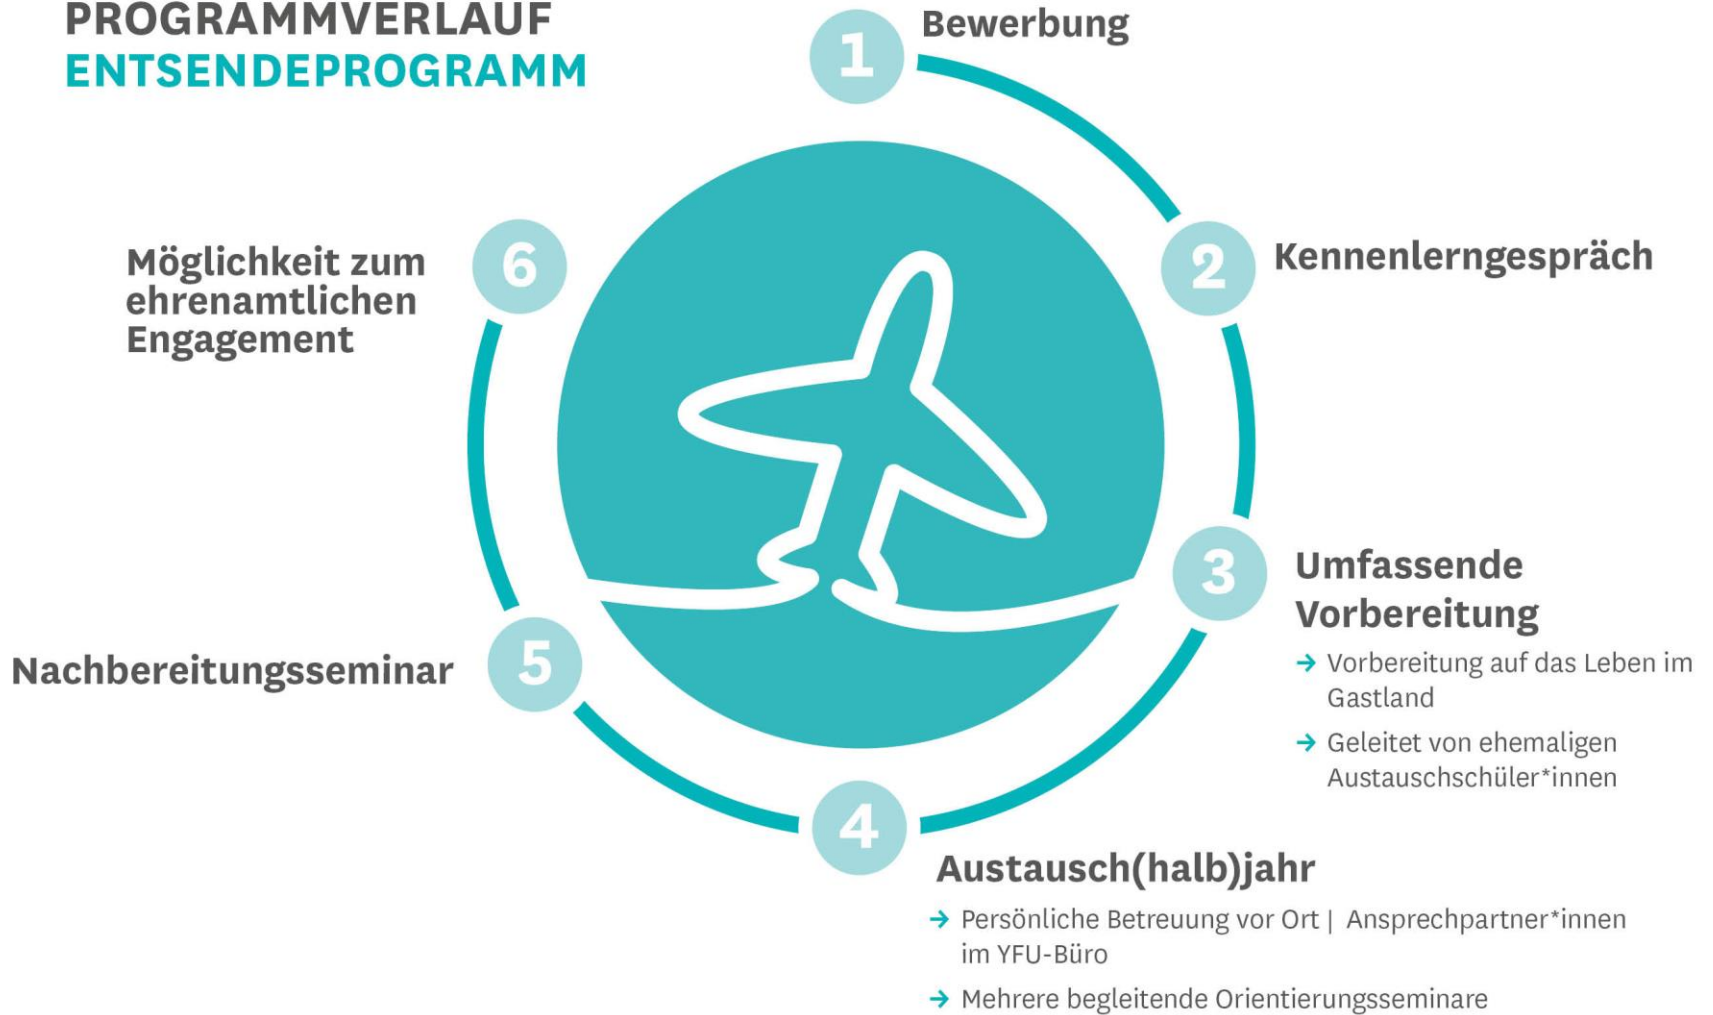 PROGRAMMVERLAUF
ENTSENDEPROGRAMM
1
Bewerbung
2
Kennenlerngespräch
3
Umfassende
Vorbereitung
→ Vorbereitung auf das Leben im
Gastland
→ Geleitet von ehemaligen
Austauschschüler*innen
4
Austausch(halb)jahr
→ Persönliche Betreuung vor Ort | Ansprechpartner*innen
im YFU-Büro
→ Mehrere begleitende Orientierungsseminare
5
Nachbereitungsseminar
6
Möglichkeit zum
ehrenamtlichen
Engagement